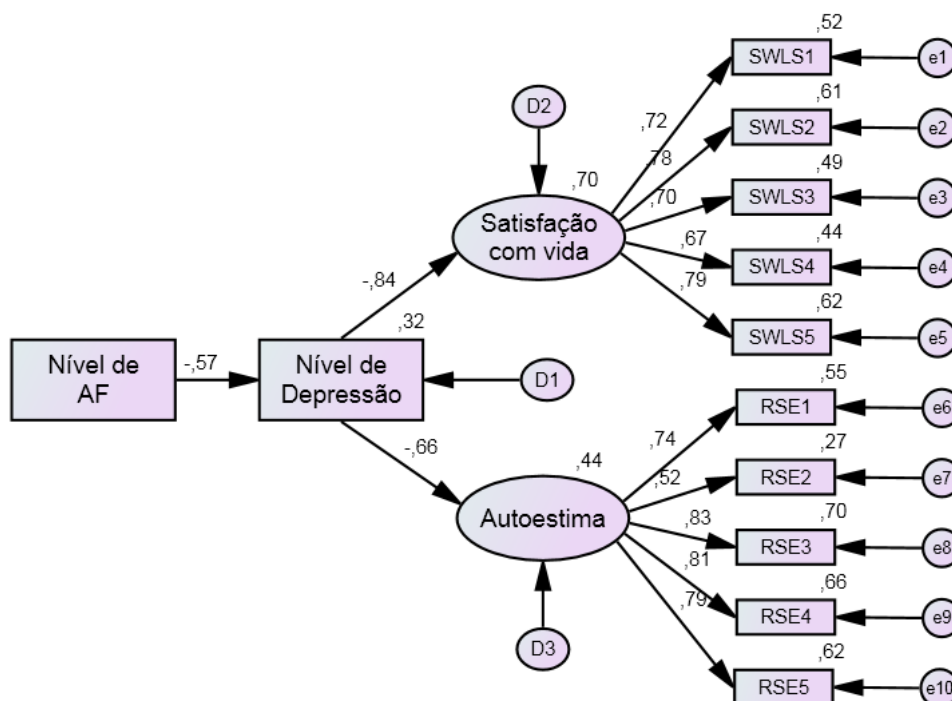 ,52
SWLS1
e1
,61
D2
,72
SWLS2
e2
,78
,49
,70
,70
SWLS3
e3
Satisfação
com vida
,67
,44
SWLS4
e4
-,84
,79
,62
,32
SWLS5
e5
Nível de
AF
-,57
Nível de
Depressão
D1
,55
RSE1
e6
-,66
,74
,44
,27
,52
RSE2
e7
Autoestima
,83
,70
RSE3
e8
,81
,66
,79
RSE4
e9
D3
,62
RSE5
e10